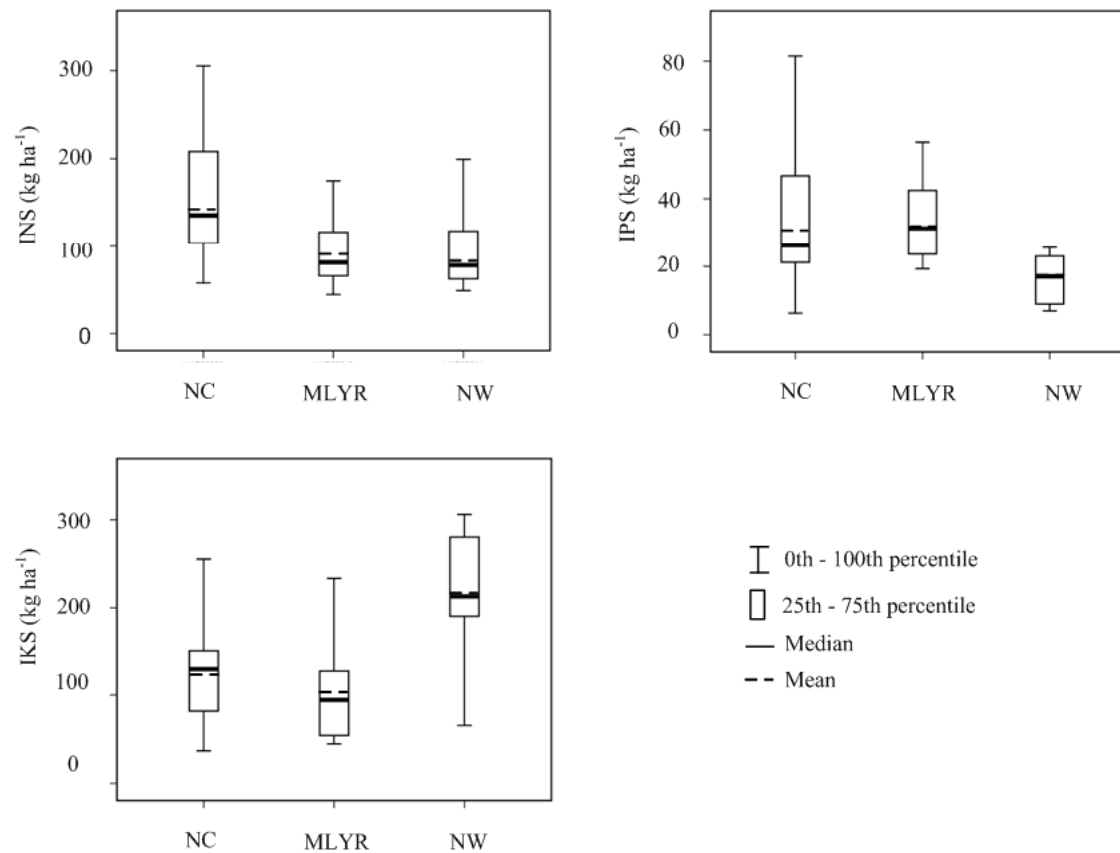 INS (kg ha⁻¹)
300
200
100
0
NC MLYR NW
IPS (kg ha⁻¹)
80
60
40
20
0
NC MLYR NW
IKS (kg ha⁻¹)
300
200
100
0
NC MLYR NW
0th - 100th percentile
25th - 75th percentile
Median
Mean